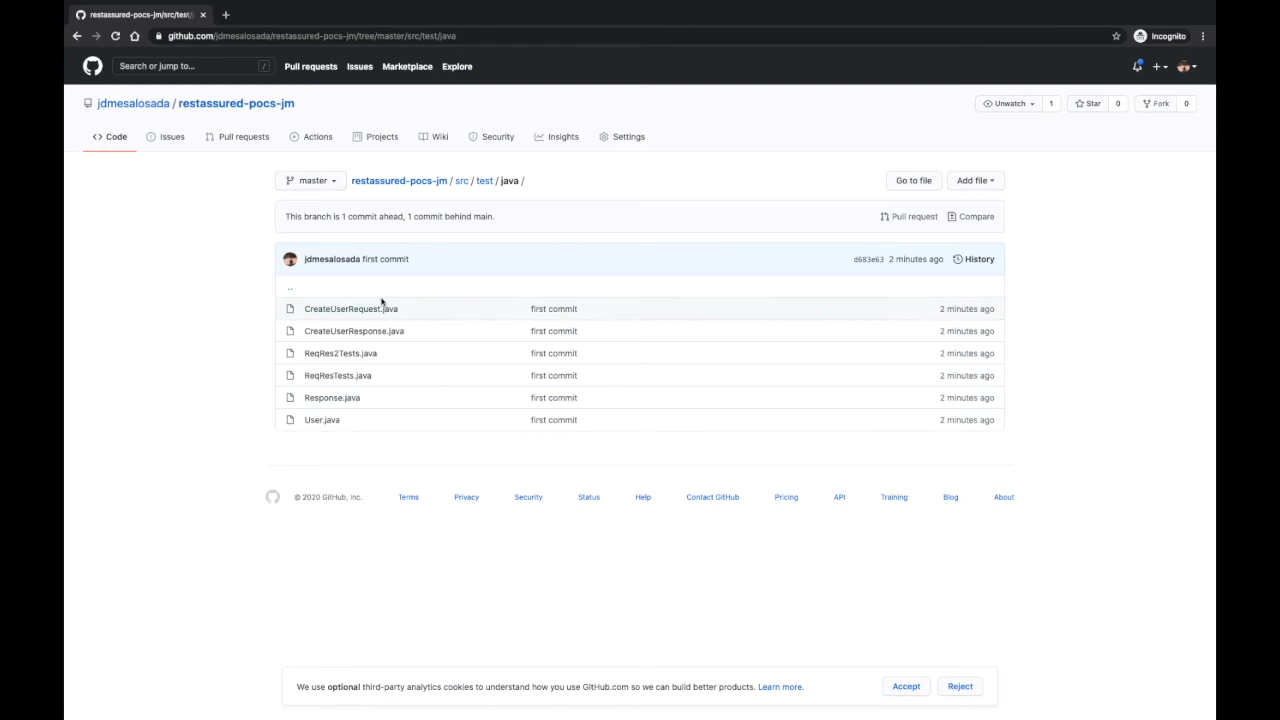 restassured-pocs-jm/src/test/j
github.com/jdmesalosada/restassured-pocs-jm/tree/master/src/test/java
Incognito
Search or jump to...
/
Pull requests
Issues
Marketplace
Explore
jdmesalosada / restassured-pocs-jm
Unwatch
1
Star
0
Fork
0
<> Code
Issues
Pull requests
Actions
Projects
Wiki
Security
Insights
Settings
master
restassured-pocs-jm / src / test / java /
Go to file
Add file
This branch is 1 commit ahead, 1 commit behind main.
Pull request
Compare
jdmesalosada first commit
d683e63 2 minutes ago
History
..
CreateUserRequest.java first commit 2 minutes ago
CreateUserResponse.java first commit 2 minutes ago
ReqRes2Tests.java first commit 2 minutes ago
ReqResTests.java first commit 2 minutes ago
Response.java first commit 2 minutes ago
User.java first commit 2 minutes ago
© 2020 GitHub, Inc. Terms Privacy Security Status Help Contact GitHub Pricing API Training Blog About
We use optional third-party analytics cookies to understand how you use GitHub.com so we can build better products. Learn more.
Accept
Reject